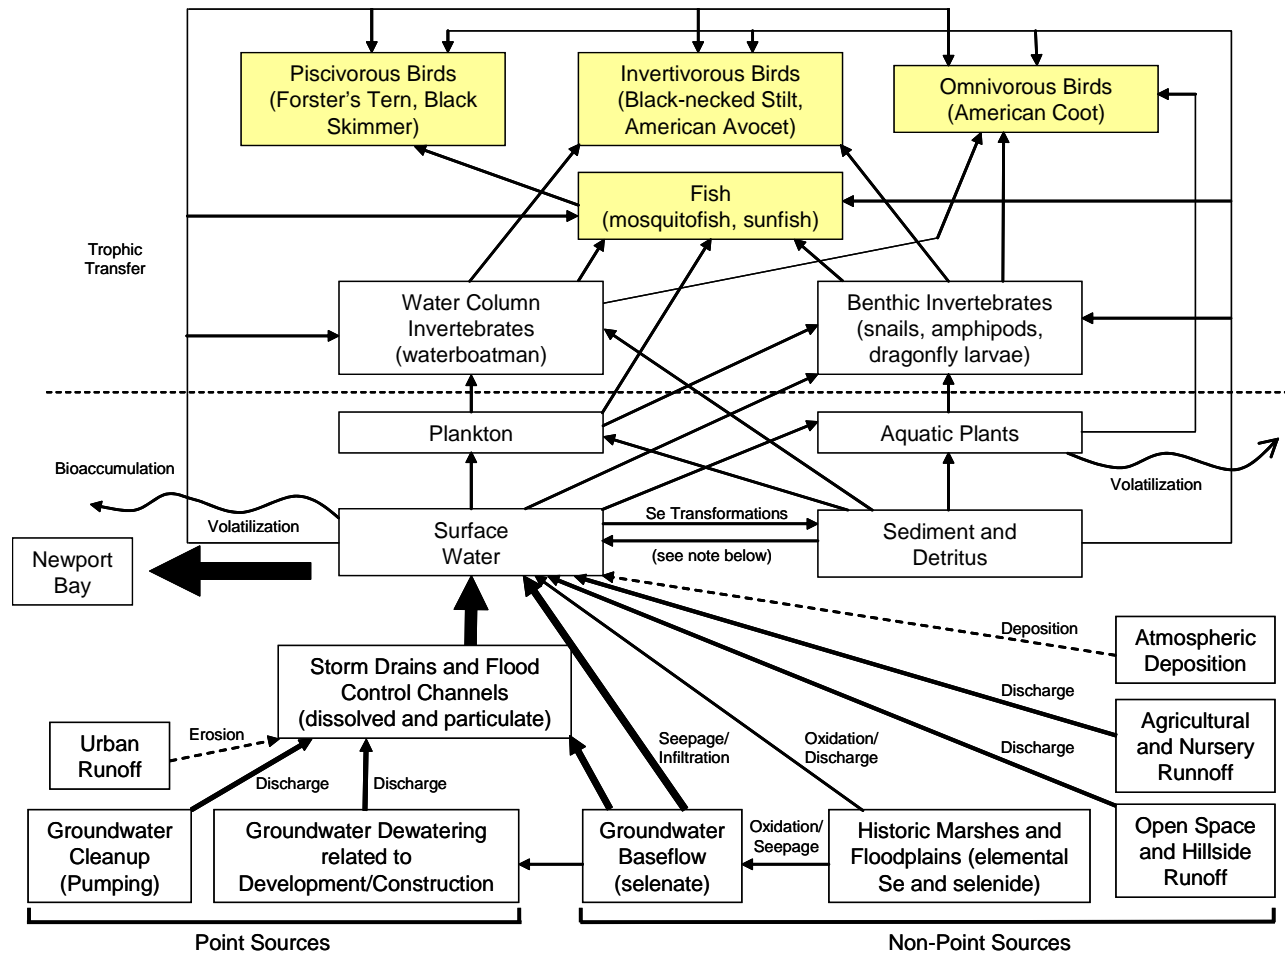 Piscivorous Birds
(Forster's Tern, Black
Skimmer)
Invertivorous Birds
(Black-necked Stilt,
American Avocet)
Omnivorous Birds
(American Coot)
Fish
(mosquitofish, sunfish)
Trophic
Transfer
Water Column
Invertebrates
(waterboatman)
Benthic Invertebrates
(snails, amphipods,
dragonfly larvae)
Plankton
Aquatic Plants
Bioaccumulation
Volatilization
Volatilization
Surface
Water
Se Transformations
(see note below)
Sediment and
Detritus
Newport
Bay
Deposition
Atmospheric
Deposition
Storm Drains and Flood
Control Channels
(dissolved and particulate)
Discharge
Agricultural
and Nursery
Runnoff
Urban
Runoff
Erosion
Seepage/
Infiltration
Oxidation/
Discharge
Discharge
Discharge
Discharge
Groundwater
Cleanup
(Pumping)
Groundwater Dewatering
related to
Development/Construction
Groundwater
Baseflow
(selenate)
Oxidation/
Seepage
Historic Marshes and
Floodplains (elemental
Se and selenide)
Open Space
and Hillside
Runoff
Point Sources
Non-Point Sources